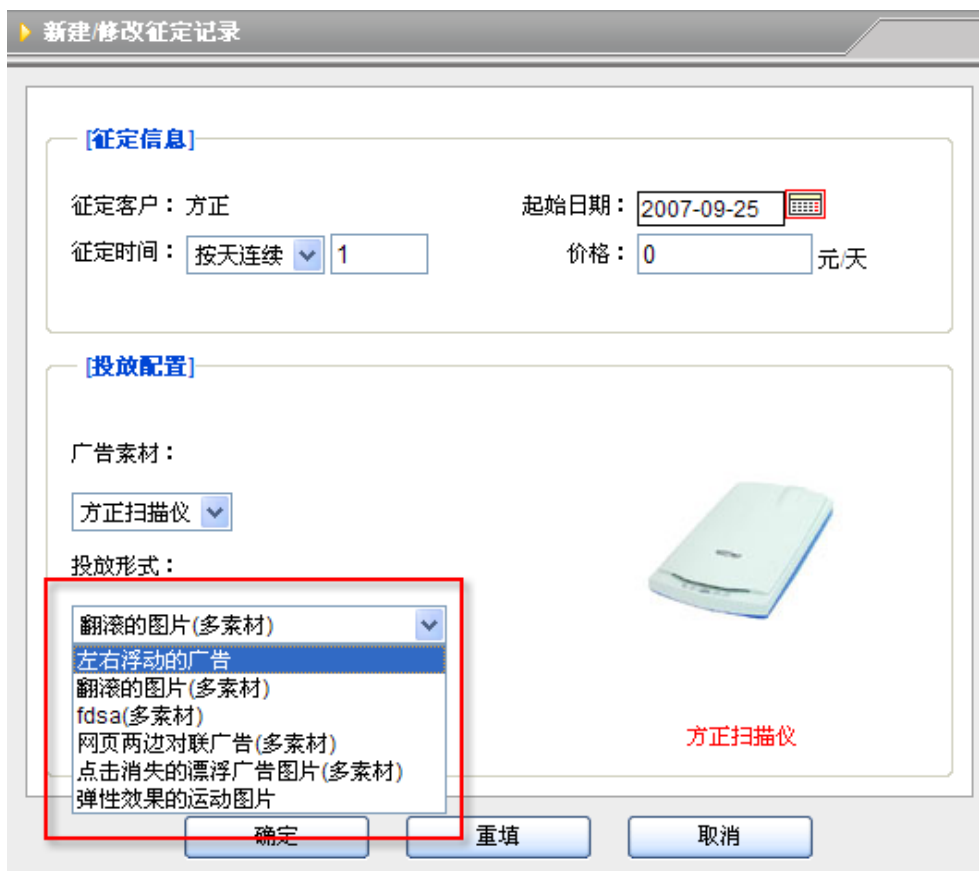 新建/修改征定记录
[征定信息]
征定客户：方正 起始日期：2007-09-25
征定时间：按天连续 1 价格：0 元/天
[投放配置]
广告素材：
方正扫描仪
投放形式：
翻滚的图片(多素材)
左右浮动的广告
翻滚的图片(多素材)
fdsa(多素材)
网页两边对联广告(多素材)
点击消失的漂浮广告图片(多素材)
弹性效果的运动图片
方正扫描仪
确定 重填 取消